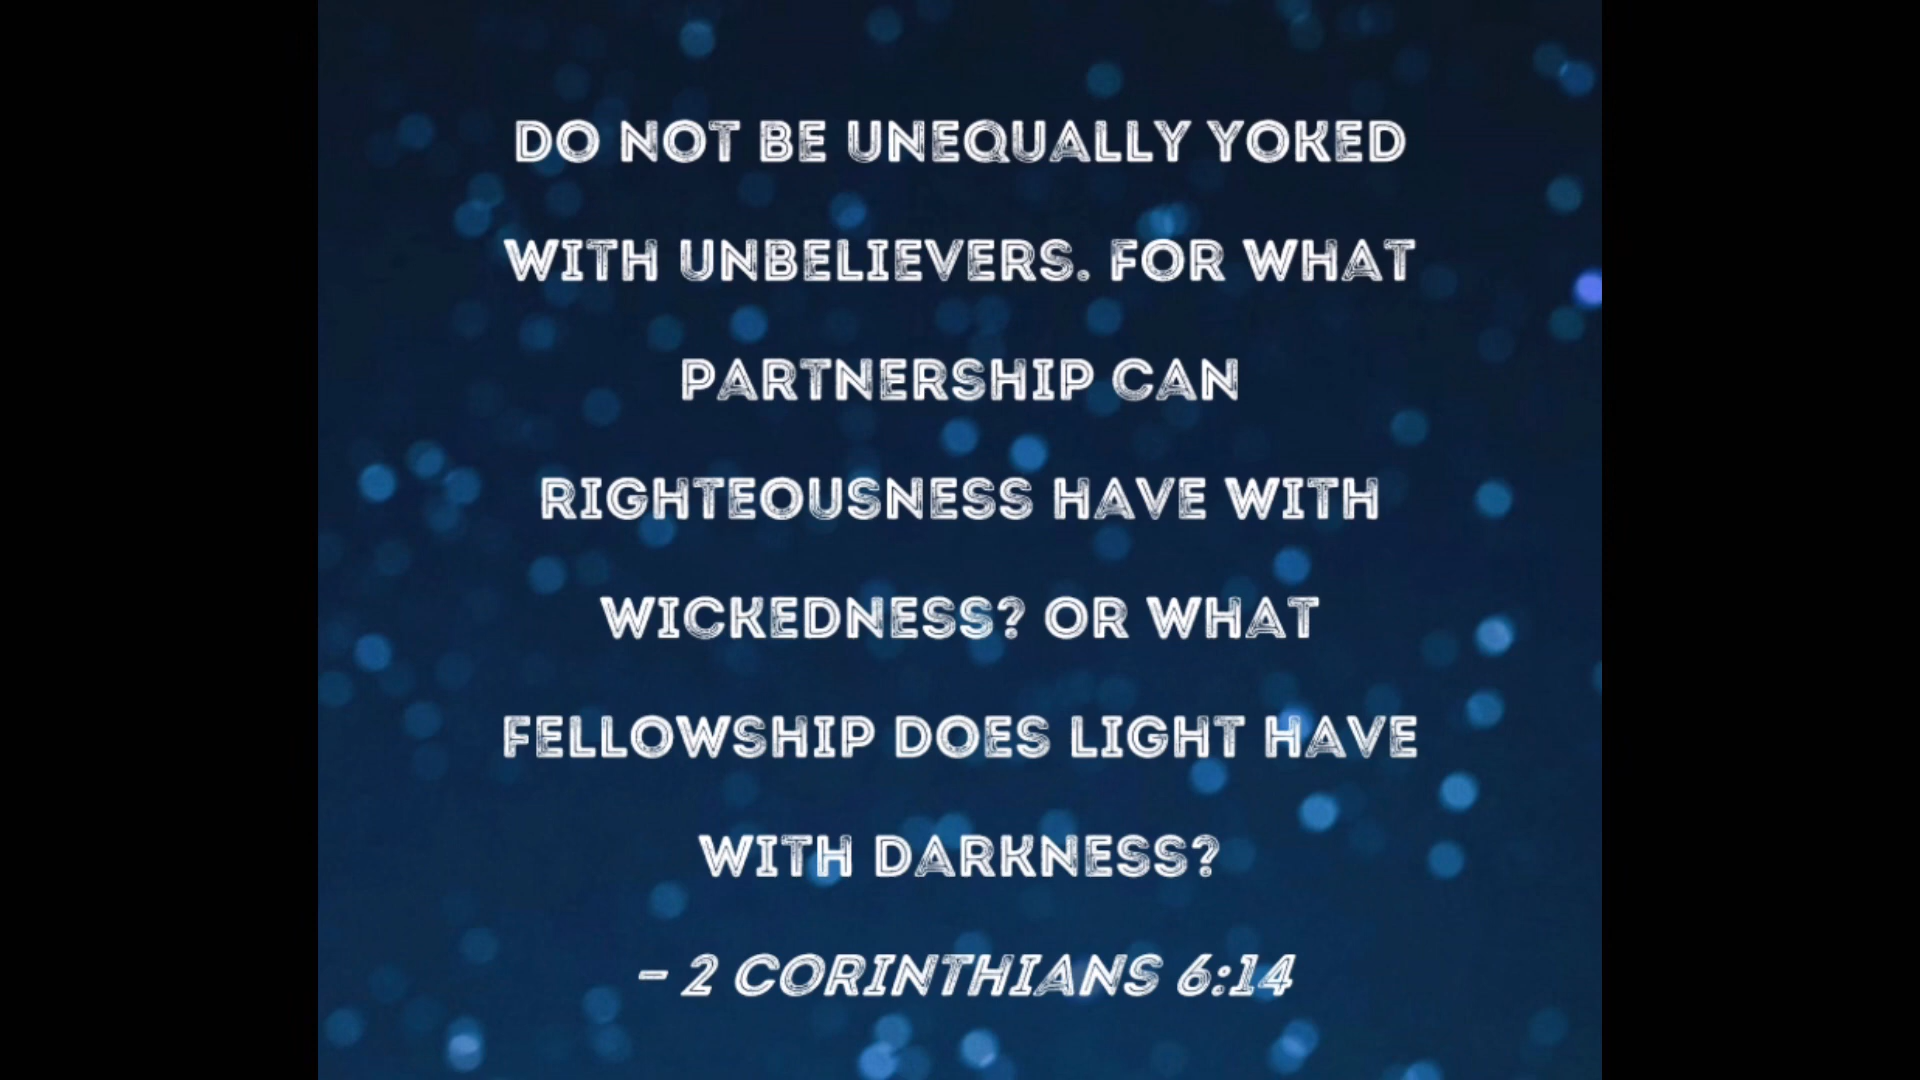 DO NOT BE UNEQUALLY YOKED
WITH UNBELIEVERS. FOR WHAT
PARTNERSHIP CAN
RIGHTEOUSNESS HAVE WITH
WICKEDNESS? OR WHAT
FELLOWSHIP DOES LIGHT HAVE
WITH DARKNESS?
– 2 CORINTHIANS 6:14